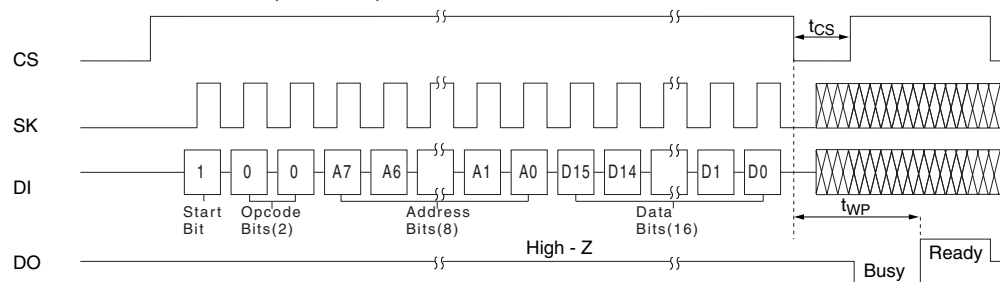 tCS
CS
SK
DI
1 0 0 A7 A6 A1 A0 D15 D14 D1 D0
Start Bit
Opcode Bits(2)
Address Bits(8)
Data Bits(16)
tWP
High - Z
Ready
DO
Busy